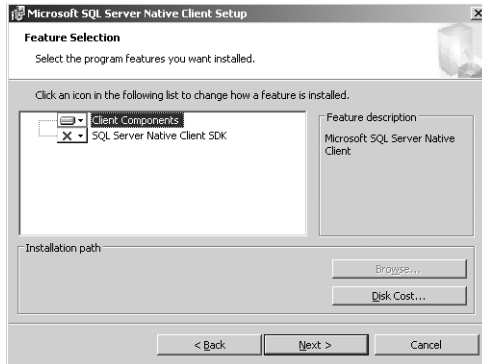 Microsoft SQL Server Native Client Setup
Feature Selection
Select the program features you want installed.
Click an icon in the following list to change how a feature is installed.
Client Components
SQL Server Native Client SDK
Feature description
Microsoft SQL Server Native
Client
Installation path
Browse...
Disk Cost...
< Back
Next >
Cancel